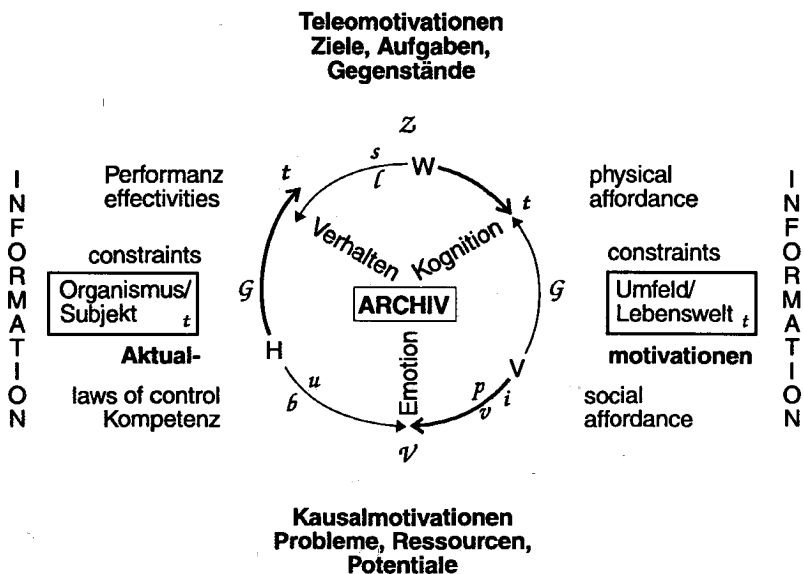 Teleomotivationen
Ziele, Aufgaben,
Gegenstände
Z
INFORMATION
Performanz
effectivities
t
s
l
W
t
physical
affordance
INFORMATION
Verhalten
Kognition
constraints
constraints
Organismus/
Subjekt t
G
ARCHIV
G
Umfeld/
Lebenswelt t
Aktual-
H
Emotion
V
motivationen
laws of control
Kompetenz
u
b
p
v
i
social
affordance
V
Kausalmotivationen
Probleme, Ressourcen,
Potentiale